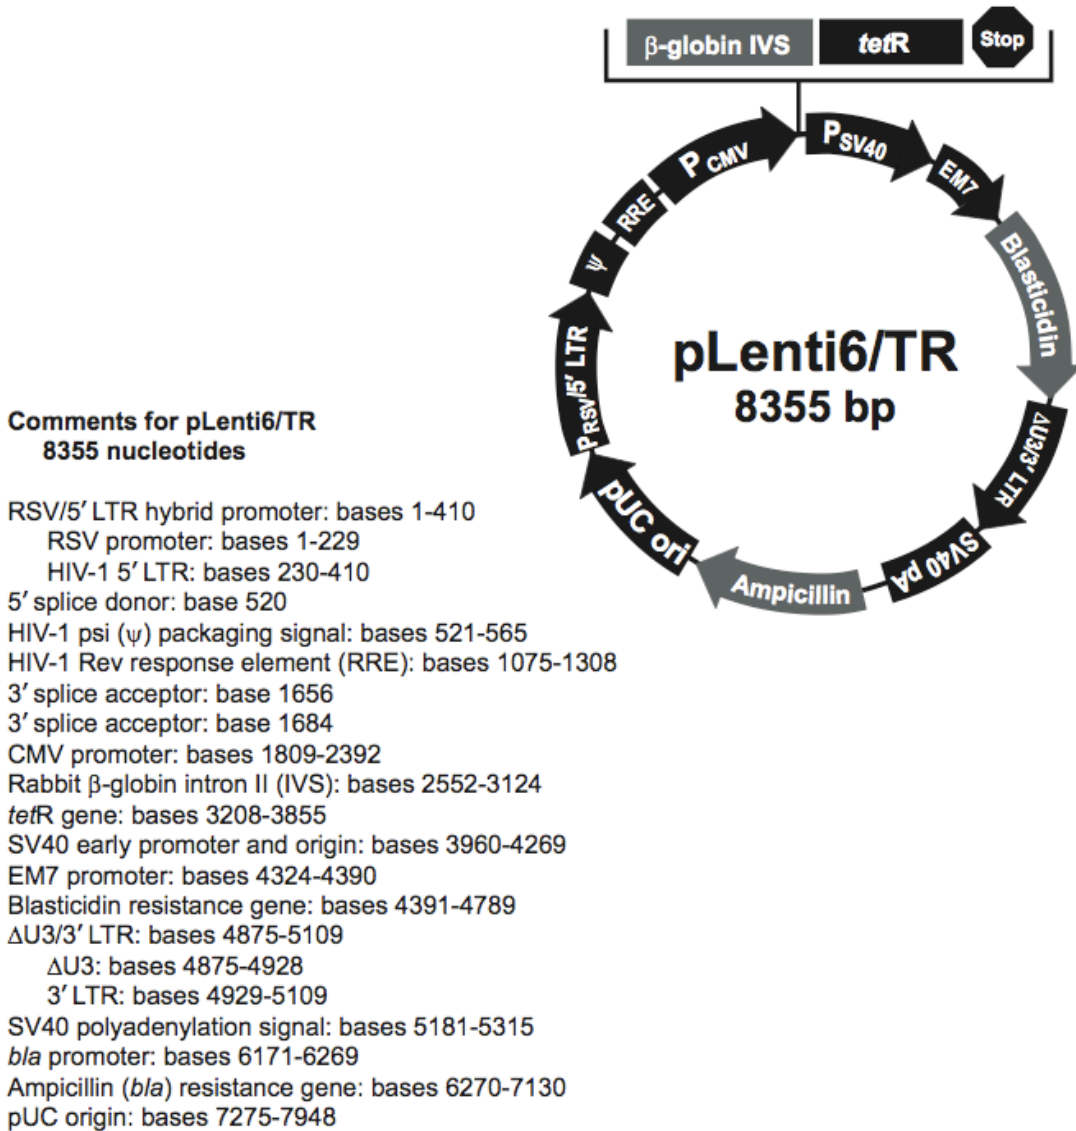 β-globin IVS tetR Stop
PCMV PSV40 EM7 Blasticidin
RRE
ψ
PRSV/5′ LTR
pLenti6/TR
8355 bp
ΔU3/3′ LTR
SV40 pA
Ampicillin
pUC ori
Comments for pLenti6/TR
8355 nucleotides
RSV/5′ LTR hybrid promoter: bases 1-410
RSV promoter: bases 1-229
HIV-1 5′ LTR: bases 230-410
5′ splice donor: base 520
HIV-1 psi (ψ) packaging signal: bases 521-565
HIV-1 Rev response element (RRE): bases 1075-1308
3′ splice acceptor: base 1656
3′ splice acceptor: base 1684
CMV promoter: bases 1809-2392
Rabbit β-globin intron II (IVS): bases 2552-3124
tetR gene: bases 3208-3855
SV40 early promoter and origin: bases 3960-4269
EM7 promoter: bases 4324-4390
Blasticidin resistance gene: bases 4391-4789
ΔU3/3′ LTR: bases 4875-5109
ΔU3: bases 4875-4928
3′ LTR: bases 4929-5109
SV40 polyadenylation signal: bases 5181-5315
bla promoter: bases 6171-6269
Ampicillin (bla) resistance gene: bases 6270-7130
pUC origin: bases 7275-7948